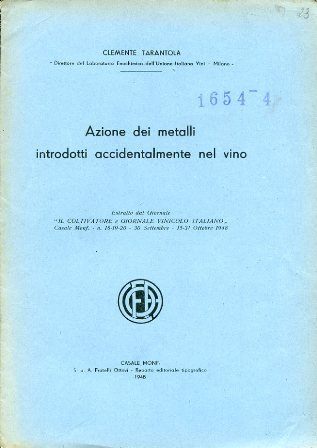 23
CLEMENTE TARANTOLA
- Direttore del Laboratorio Enochimico dell'Unione Italiana Vini - Milano -
1654-4
Azione dei metalli
introdotti accidentalmente nel vino
Estratto dal Giornale
"IL COLTIVATORE e GIORNALE VINICOLO ITALIANO„
Casale Monf. - n. 18-19-20 - 30 Settembre - 15-31 Ottobre 1948
CASALE MONF.
S. p. A. Fratelli Ottavi - Reparto editoriale tipografico
1948